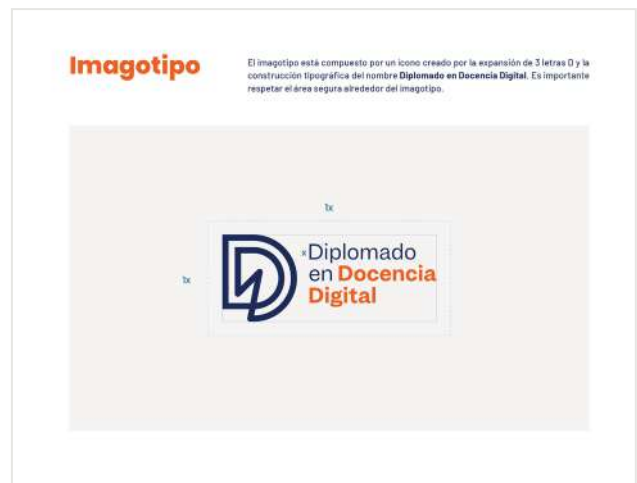 Imagotipo
El imagotipo está compuesto por un icono creado por la expansión de 3 letras D y la
construcción tipográfica del nombre Diplomado en Docencia Digital. Es importante
respetar el área segura alrededor del imagotipo.
1x
1x
x
Diplomado
en Docencia
Digital